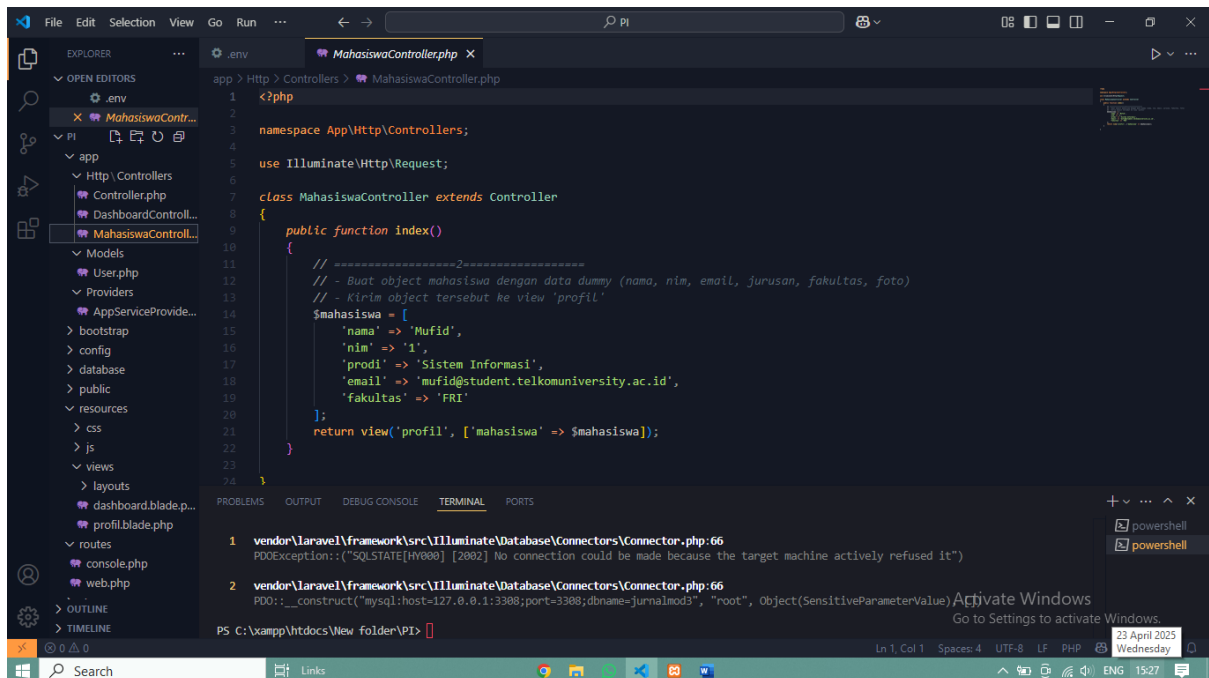 File Edit Selection View Go Run ··· PI
EXPLORER ···
OPEN EDITORS
.env
MahasiswaContr...
PI
app
Http \ Controllers
Controller.php
DashboardControll...
MahasiswaControll...
Models
User.php
Providers
AppServiceProvide...
bootstrap
config
database
public
resources
css
js
views
layouts
dashboard.blade.p...
profil.blade.php
routes
console.php
web.php
OUTLINE
TIMELINE
.env MahasiswaController.php
app > Http > Controllers > MahasiswaController.php
1 <?php
2
3 namespace App\Http\Controllers;
4
5 use Illuminate\Http\Request;
6
7 class MahasiswaController extends Controller
8 {
9 public function index()
10 {
11 // ==================2==================
12 // - Buat object mahasiswa dengan data dummy (nama, nim, email, jurusan, fakultas, foto)
13 // - Kirim object tersebut ke view 'profil'
14 $mahasiswa = [
15 'nama' => 'Mufid',
16 'nim' => '1',
17 'prodi' => 'Sistem Informasi',
18 'email' => 'mufid@student.telkomuniversity.ac.id',
19 'fakultas' => 'FRI'
20 ];
21 return view('profil', ['mahasiswa' => $mahasiswa]);
22 }
23
24 }
PROBLEMS OUTPUT DEBUG CONSOLE TERMINAL PORTS
powershell
powershell
1 vendor\laravel\framework\src\Illuminate\Database\Connectors\Connector.php:66
PDOException::("SQLSTATE[HY000] [2002] No connection could be made because the target machine actively refused it")
2 vendor\laravel\framework\src\Illuminate\Database\Connectors\Connector.php:66
PDO::__construct("mysql:host=127.0.0.1:3308;port=3308;dbname=jurnalmod3", "root", Object(SensitiveParameterValue), [])
PS C:\xampp\htdocs\New folder\PI>
Activate Windows
Go to Settings to activate Windows.
0 0 Ln 1, Col 1 Spaces: 4 UTF-8 LF PHP
23 April 2025
Wednesday
Search Links ENG 15:27